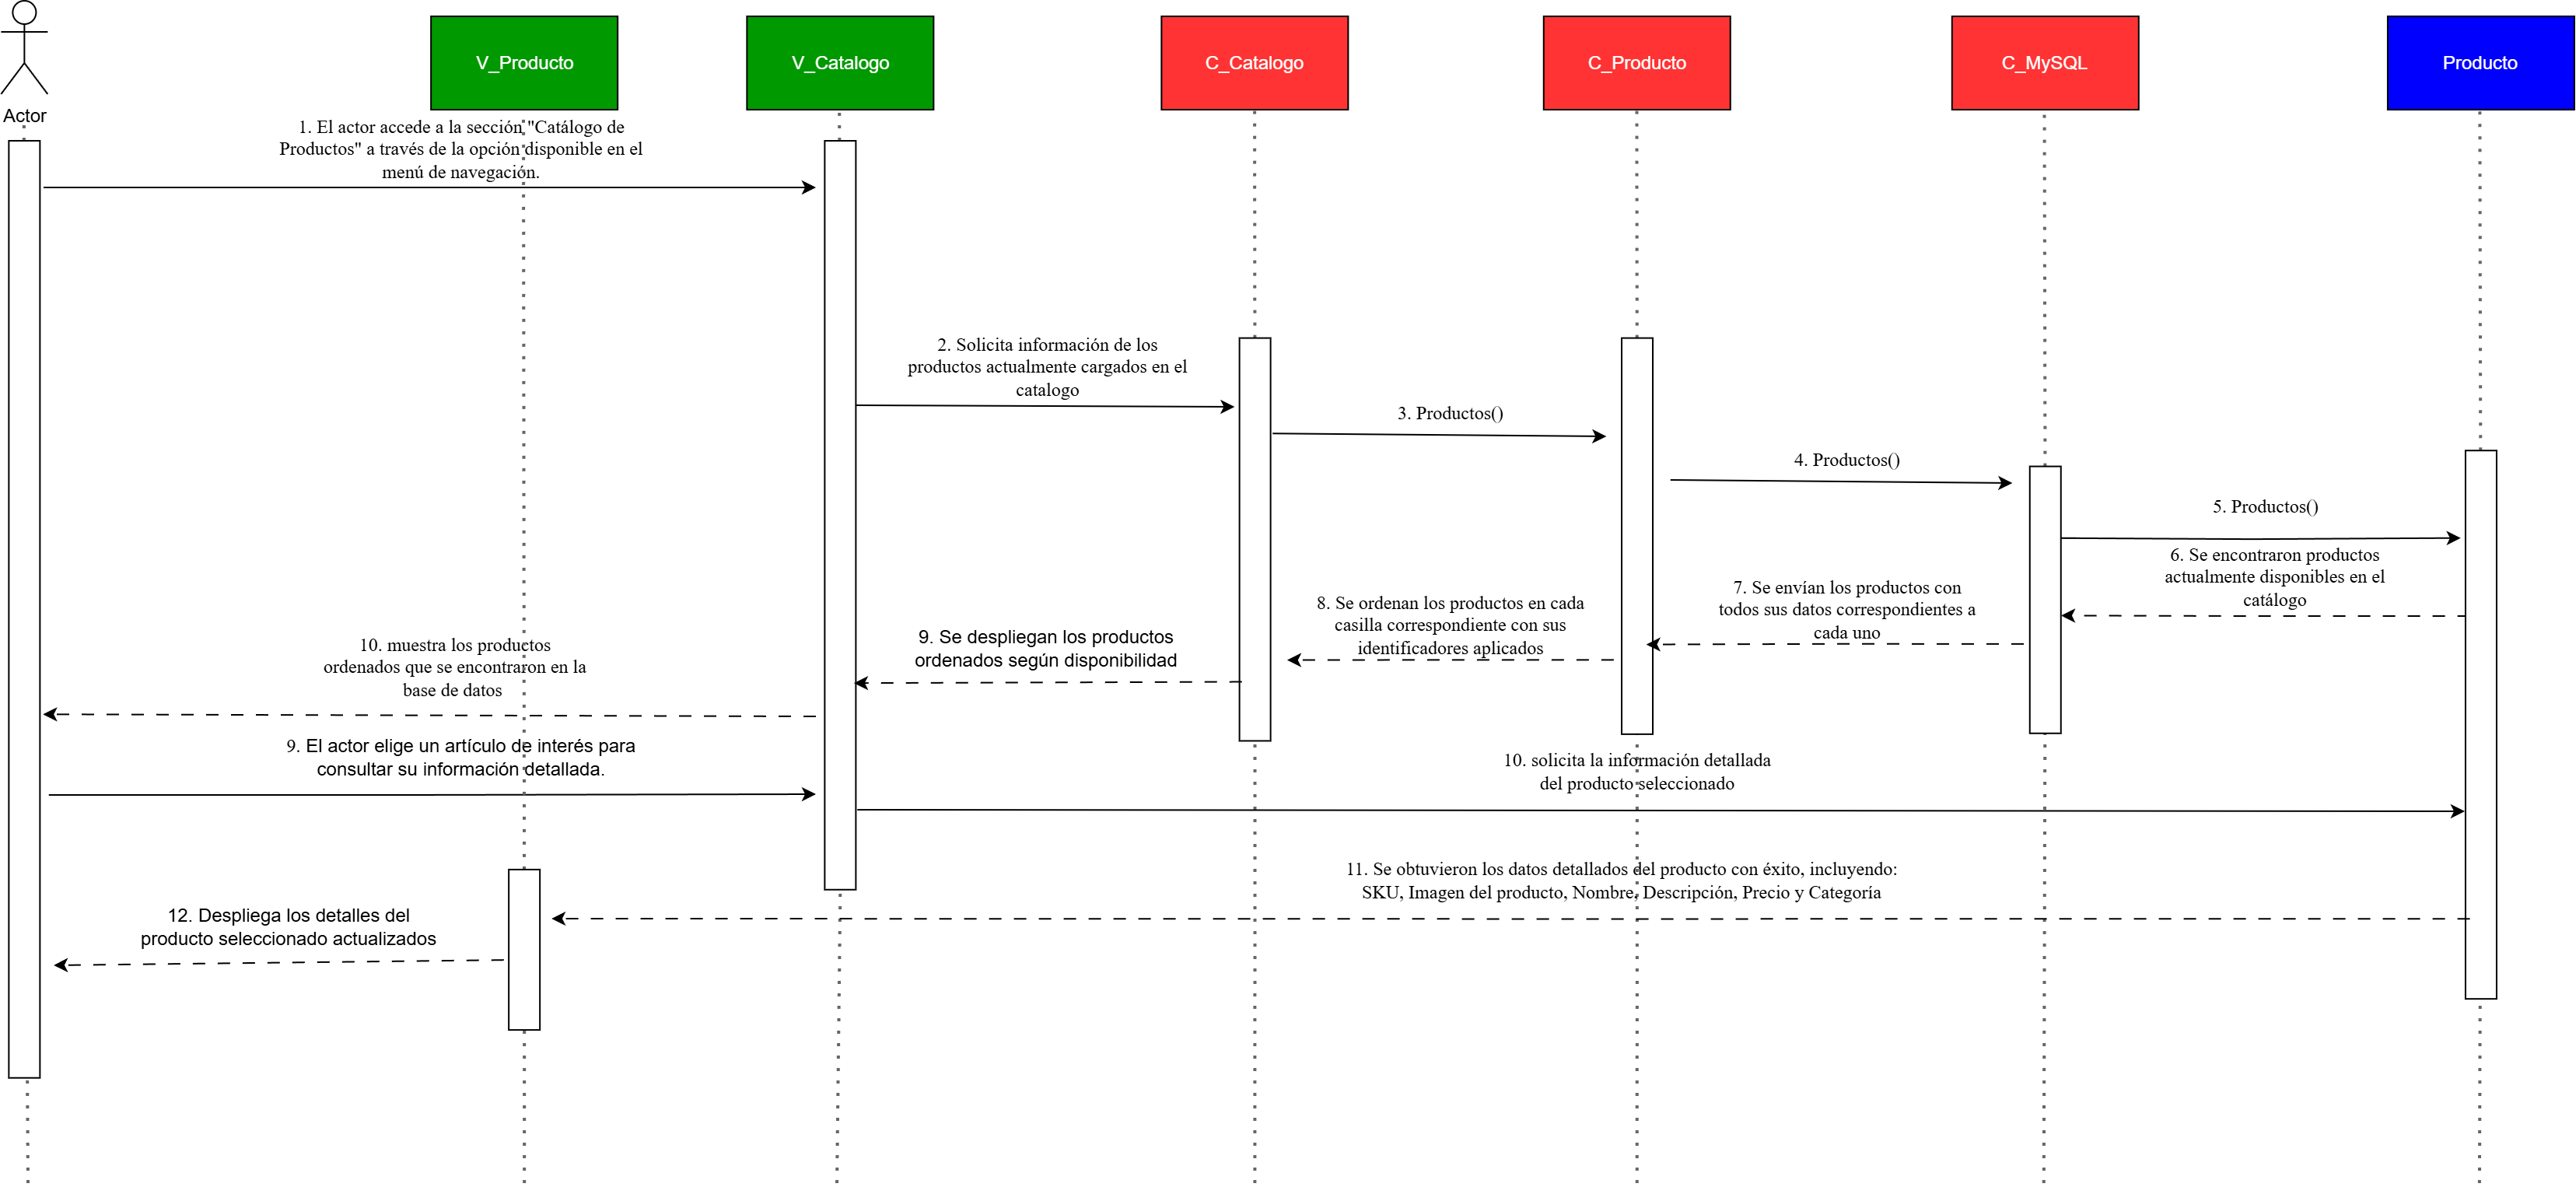 V_Producto
V_Catalogo
C_Catalogo
C_Producto
C_MySQL
Producto
Actor
1. El actor accede a la sección "Catálogo de
Productos" a través de la opción disponible en el
menú de navegación.
2. Solicita información de los
productos actualmente cargados en el
catalogo
3. Productos()
4. Productos()
5. Productos()
6. Se encontraron productos
actualmente disponibles en el
catálogo
7. Se envían los productos con
todos sus datos correspondientes a
cada uno
8. Se ordenan los productos en cada
casilla correspondiente con sus
identificadores aplicados
9. Se despliegan los productos
ordenados según disponibilidad
10. muestra los productos
ordenados que se encontraron en la
base de datos
9. El actor elige un artículo de interés para
consultar su información detallada.
10. solicita la información detallada
del producto seleccionado
11. Se obtuvieron los datos detallados del producto con éxito, incluyendo:
SKU, Imagen del producto, Nombre, Descripción, Precio y Categoría
12. Despliega los detalles del
producto seleccionado actualizados